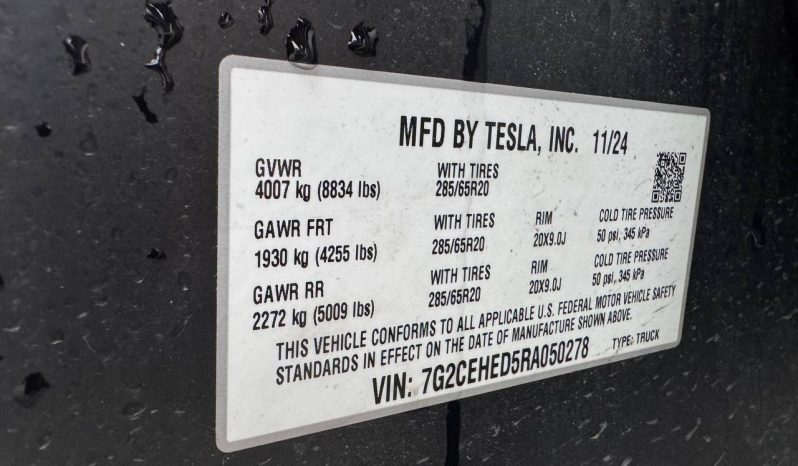 MFD BY TESLA, INC. 11/24
GVWR WITH TIRES
4007 kg (8834 lbs) 285/65R20
GAWR FRT WITH TIRES RIM COLD TIRE PRESSURE
1930 kg (4255 lbs) 285/65R20 20X9.0J 50 psi, 345 kPa
GAWR RR WITH TIRES RIM COLD TIRE PRESSURE
2272 kg (5009 lbs) 285/65R20 20X9.0J 50 psi, 345 kPa
THIS VEHICLE CONFORMS TO ALL APPLICABLE U.S. FEDERAL MOTOR VEHICLE SAFETY
STANDARDS IN EFFECT ON THE DATE OF MANUFACTURE SHOWN ABOVE.
VIN: 7G2CEHED5RA050278 TYPE: TRUCK